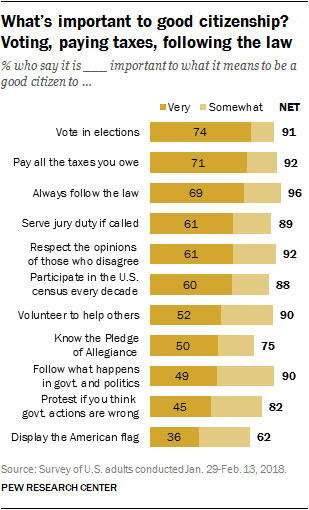 What's important to good citizenship?
Voting, paying taxes, following the law
% who say it is ___ important to what it means to be a
good citizen to ...
Very Somewhat NET
Vote in elections 74 91
Pay all the taxes you owe 71 92
Always follow the law 69 96
Serve jury duty if called 61 89
Respect the opinions
of those who disagree 61 92
Participate in the U.S.
census every decade 60 88
Volunteer to help others 52 90
Know the Pledge
of Allegiance 50 75
Follow what happens
in govt. and politics 49 90
Protest if you think
govt. actions are wrong 45 82
Display the American flag 36 62
Source: Survey of U.S. adults conducted Jan. 29-Feb. 13, 2018.
PEW RESEARCH CENTER